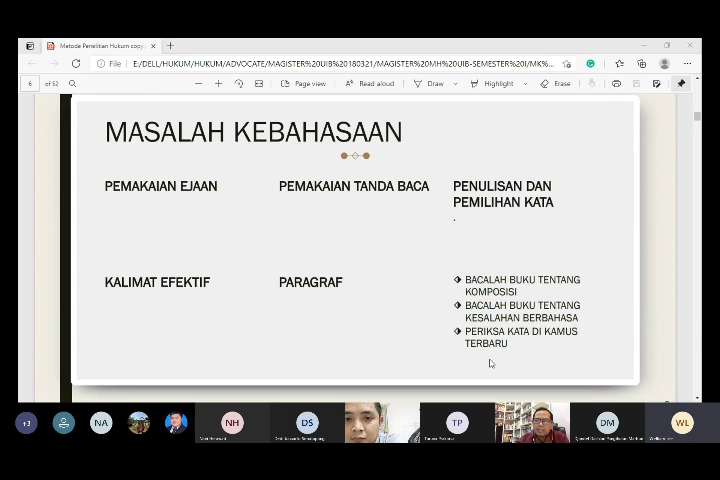 Metode Penelitian Hukum copy.
File
E:/DELL/HUKUM/HUKUM/ADVOCATE/MAGISTER%20UIB%20180321/MAGISTER%20MH%20UIB-SEMESTER%20I/MK%...
6 of 52
Page view
Read aloud
Draw
Highlight
Erase
MASALAH KEBAHASAAN
PEMAKAIAN EJAAN
PEMAKAIAN TANDA BACA
PENULISAN DAN
PEMILIHAN KATA
.
KALIMAT EFEKTIF
PARAGRAF
BACALAH BUKU TENTANG
KOMPOSISI
BACALAH BUKU TENTANG
KESALAHAN BERBAHASA
PERIKSA KATA DI KAMUS
TERBARU
+3
NA
NH
DS
TP
DM
WL